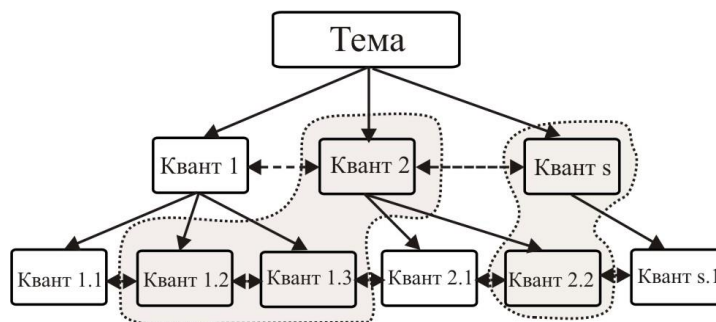 Тема
Квант 1
Квант 2
Квант s
Квант 1.1
Квант 1.2
Квант 1.3
Квант 2.1
Квант 2.2
Квант s.1